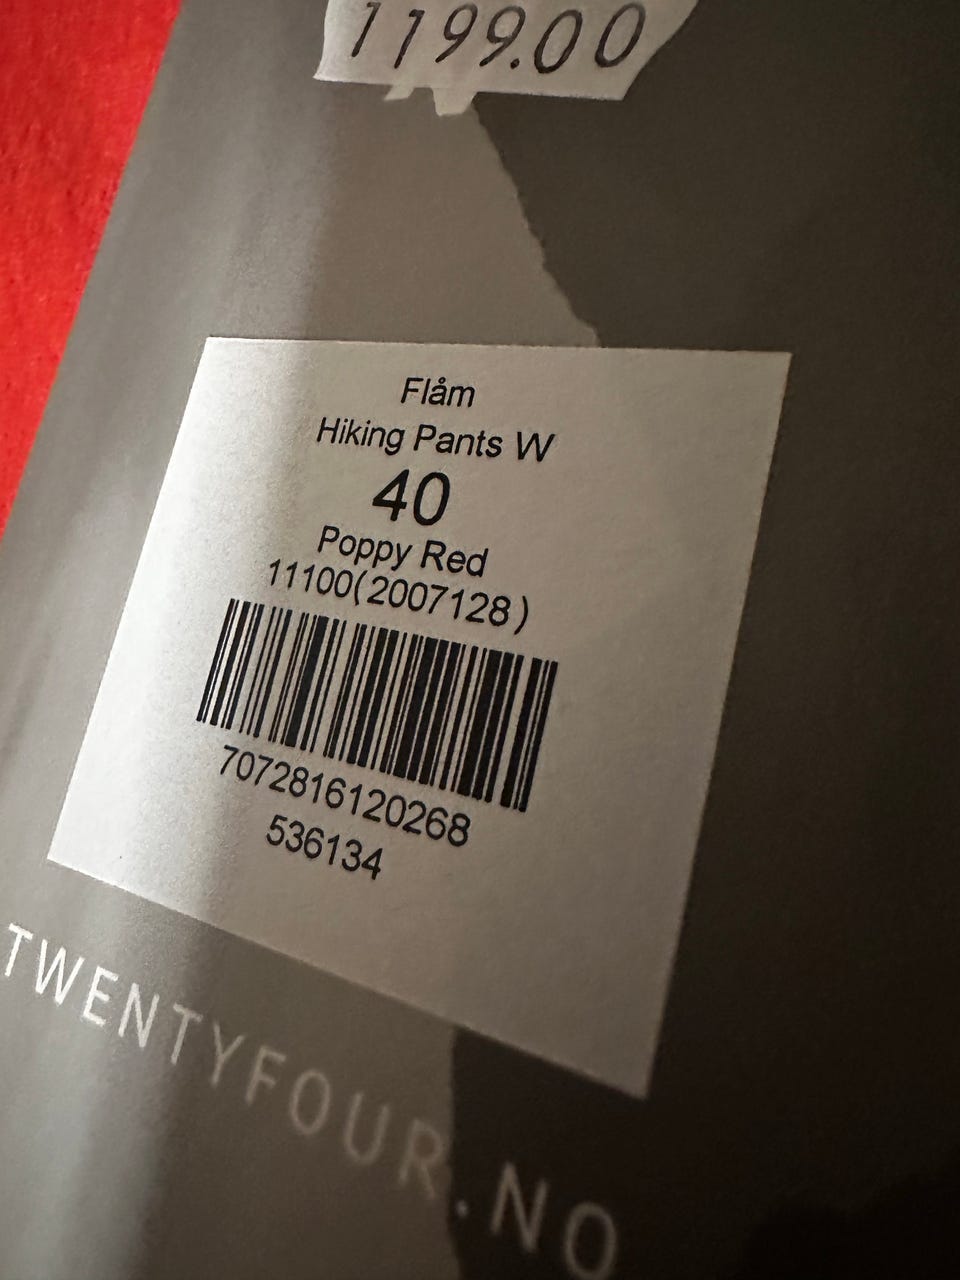 1199.00
Flåm
Hiking Pants W
40
Poppy Red
11100(2007128)
7072816120268
536134
TWENTYFOUR.NO